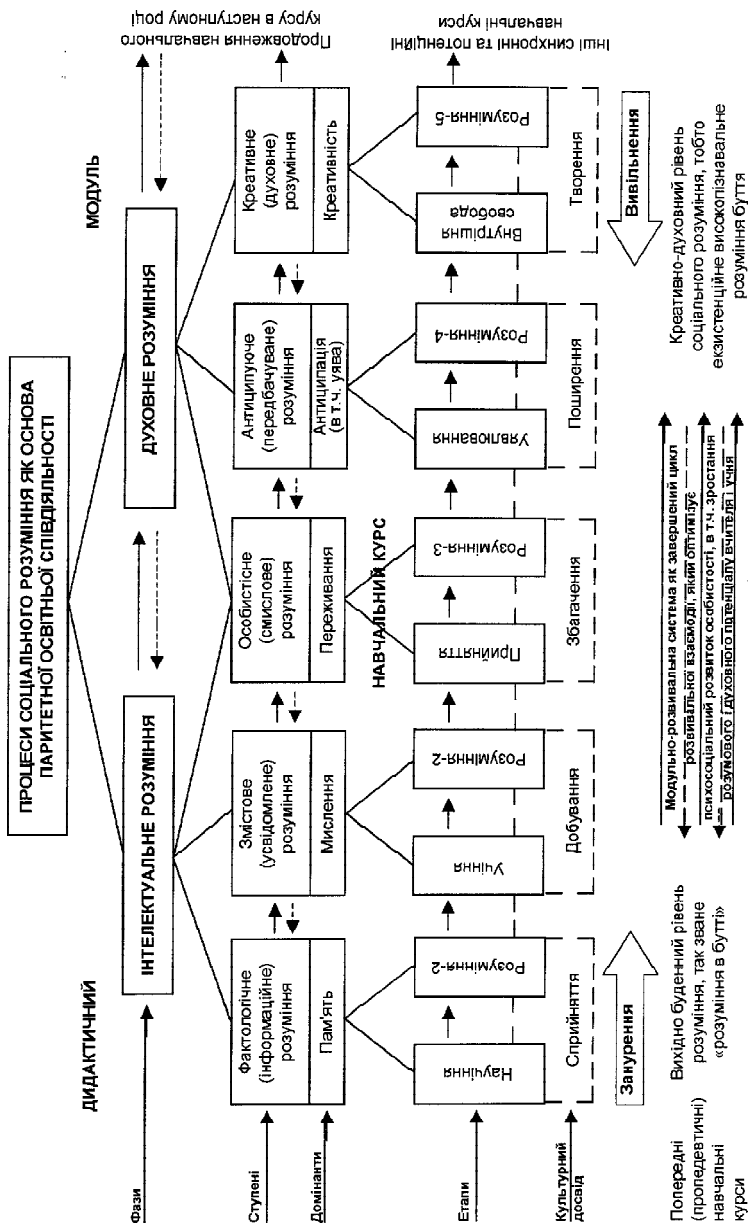 ПРОЦЕСИ СОЦІАЛЬНОГО РОЗУМІННЯ ЯК ОСНОВА
ПАРИТЕТНОЇ ОСВІТНЬОЇ СПІВДІЯЛЬНОСТІ
ДИДАКТИЧНИЙ
МОДУЛЬ
Фази
ІНТЕЛЕКТУАЛЬНЕ РОЗУМІННЯ
ДУХОВНЕ РОЗУМІННЯ
Продовження навчального
курсу в наступному році
Ступені
Фактологічне
(інформаційне)
розуміння
Змістове
(усвідомлене)
розуміння
Особистісне
(смислове)
розуміння
Антиципуюче
(передбачуване)
розуміння
Креативне
(духовне)
розуміння
Домінанти
Пам'ять
Мислення
Переживання
Антиципація
(в т.ч. уява)
Креативність
НАВЧАЛЬНИЙ КУРС
Етапи
Научіння
Розуміння-2
Учіння
Розуміння-2
Прийняття
Розуміння-3
Уявлювання
Розуміння-4
Внутрішня
свобода
Розуміння-5
Інші синхронні та потенційні
навчальні курси
Культурний
досвід
Сприйняття
Добування
Збагачення
Поширення
Творення
Занурення
Вивільнення
Попередні
(пропедевтичні)
навчальні
курси
Вихідно буденний рівень
розуміння, так зване
«розуміння в бутті»
Модульно-розвивальна система як завершений цикл
розвивальної взаємодії, який оптимізує
психосоціальний розвиток особистості, в т.ч. зростання
розумового і духовного потенціалу вчителя і учня
Креативно-духовний рівень
соціального розуміння, тобто
екзистенційне високопізнавальне
розуміння буття